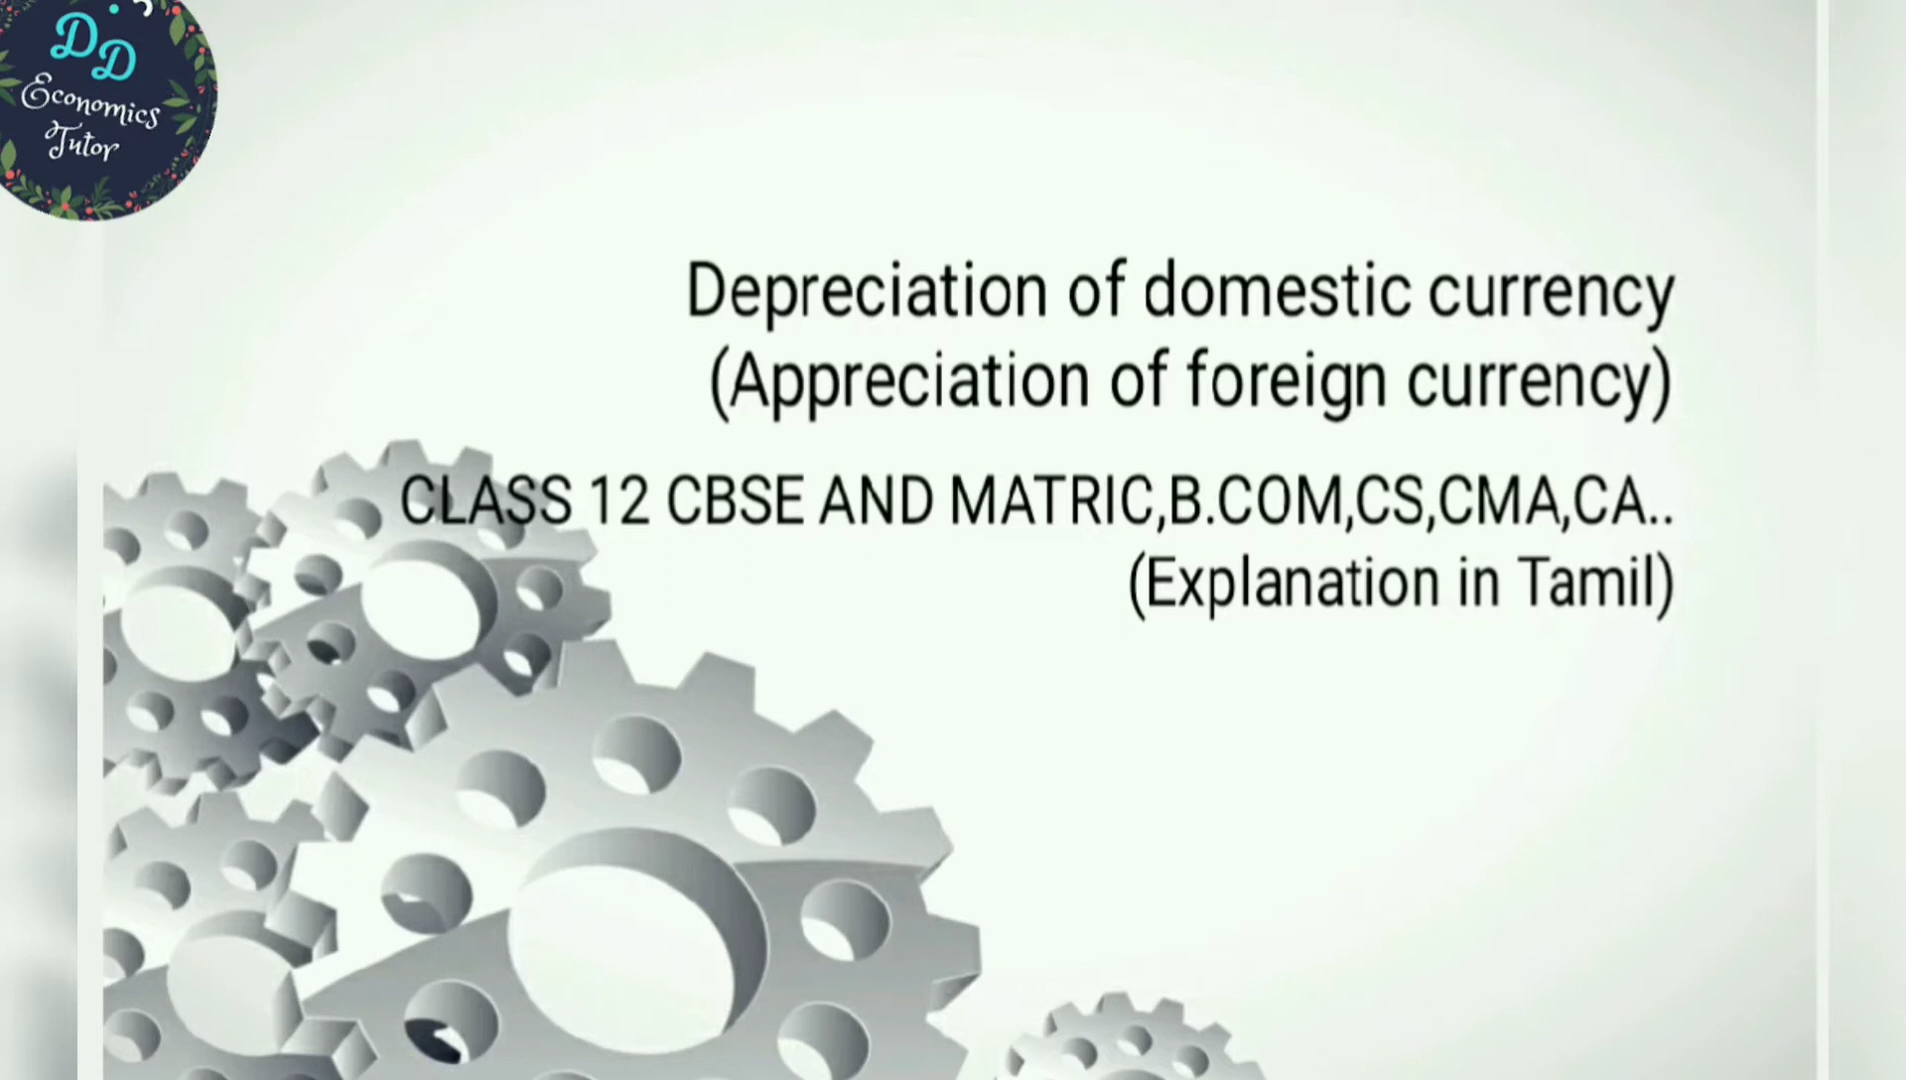 DD
Economics
Tutor
Depreciation of domestic currency
(Appreciation of foreign currency)
CLASS 12 CBSE AND MATRIC,B.COM,CS,CMA,CA..
(Explanation in Tamil)